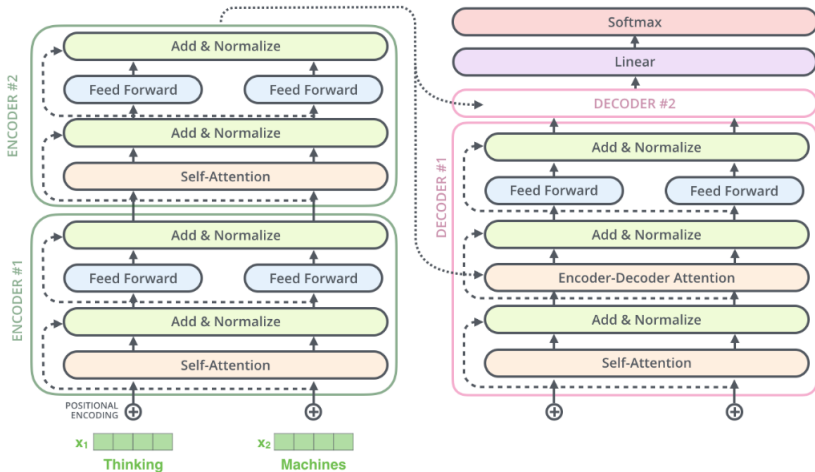 ENCODER #2
Add & Normalize
Feed Forward
Feed Forward
Add & Normalize
Self-Attention
ENCODER #1
Add & Normalize
Feed Forward
Feed Forward
Add & Normalize
Self-Attention
POSITIONAL
ENCODING
x1
x2
Thinking
Machines
Softmax
Linear
DECODER #2
DECODER #1
Add & Normalize
Feed Forward
Feed Forward
Add & Normalize
Encoder-Decoder Attention
Add & Normalize
Self-Attention